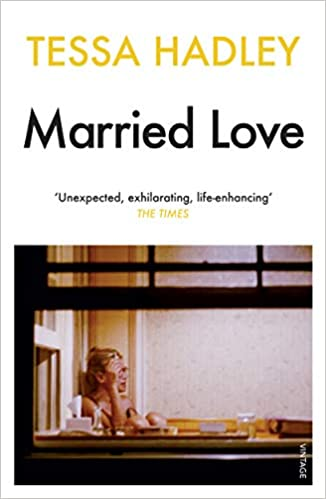 TESSA HADLEY
Married Love
‘Unexpected, exhilarating, life-enhancing’
THE TIMES
VINTAGE